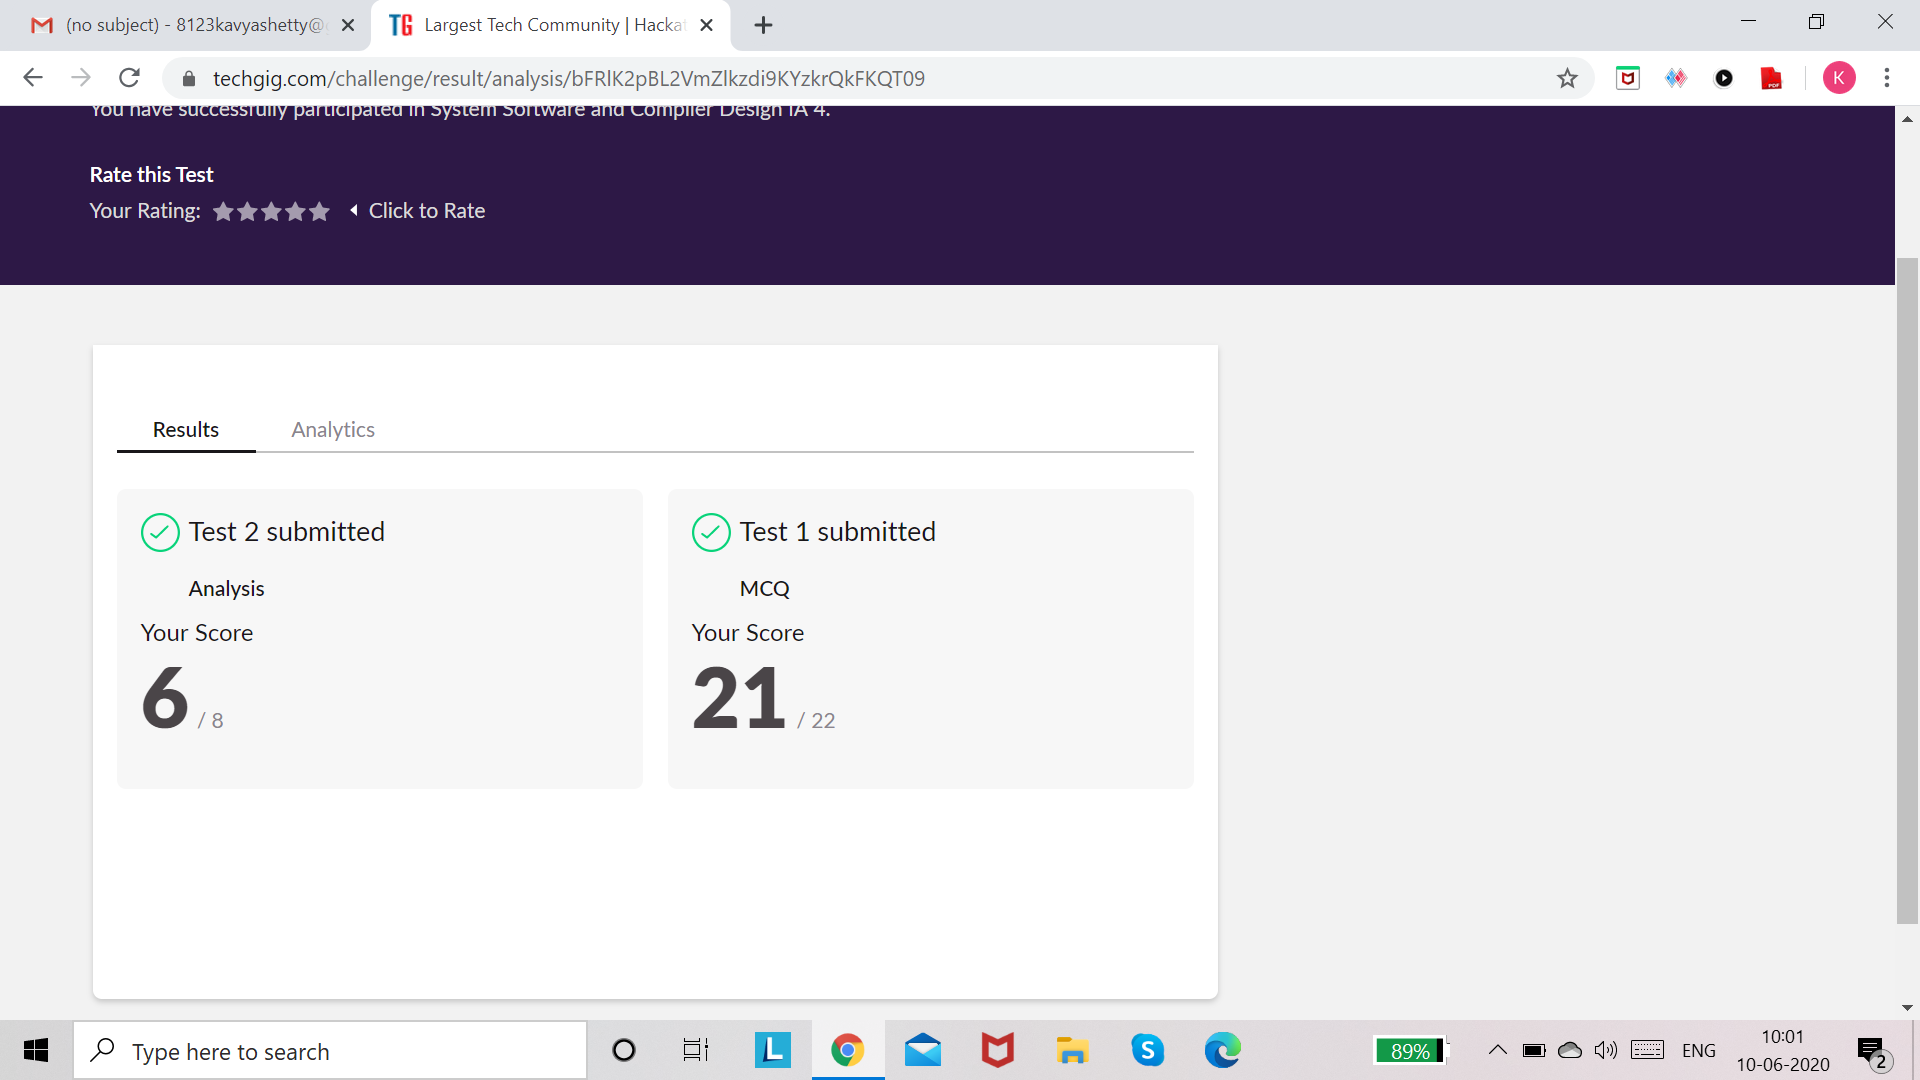 (no subject) - 8123kavyashetty@
TG Largest Tech Community | Hacka
techgig.com/challenge/result/analysis/bFRlK2pBL2VmZlkzdi9KYzkrQkFKQT09
PDF
K
You have successfully participated in System Software and Compiler Design IA 4.
Rate this Test
Your Rating: Click to Rate
Results Analytics
Test 2 submitted
Analysis
Your Score
6 / 8
Test 1 submitted
MCQ
Your Score
21 / 22
Type here to search
L
S
89%
ENG
10:01
10-06-2020
2